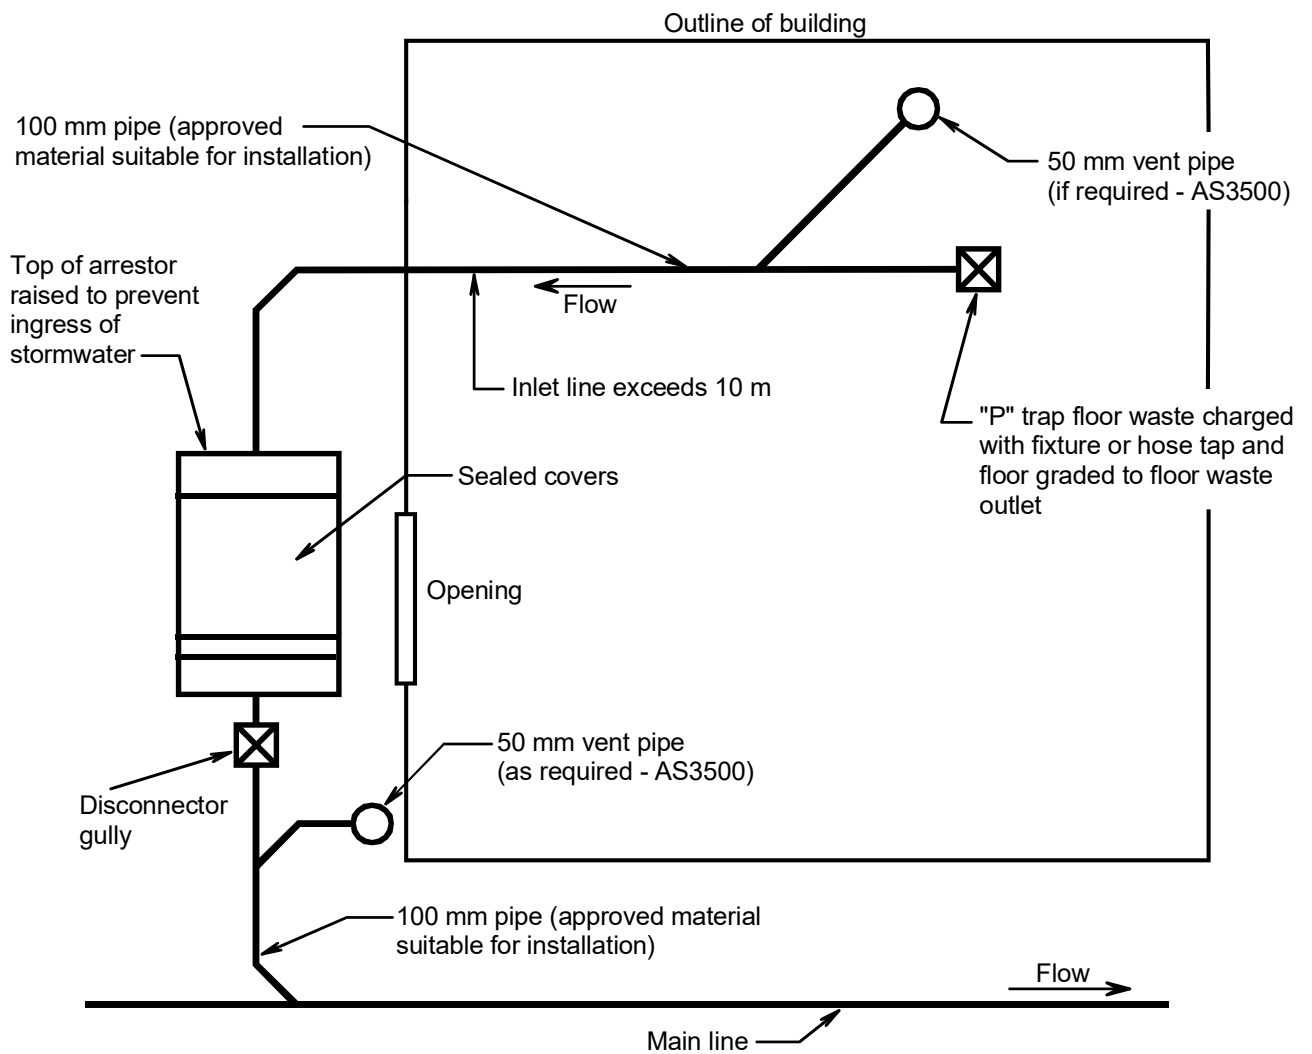 Outline of building
100 mm pipe (approved
material suitable for installation)
50 mm vent pipe
(if required - AS3500)
Top of arrestor
raised to prevent
ingress of
stormwater
Flow
Inlet line exceeds 10 m
"P" trap floor waste charged
with fixture or hose tap and
floor graded to floor waste
outlet
Sealed covers
Opening
50 mm vent pipe
(as required - AS3500)
Disconnector
gully
100 mm pipe (approved material
suitable for installation)
Flow
Main line